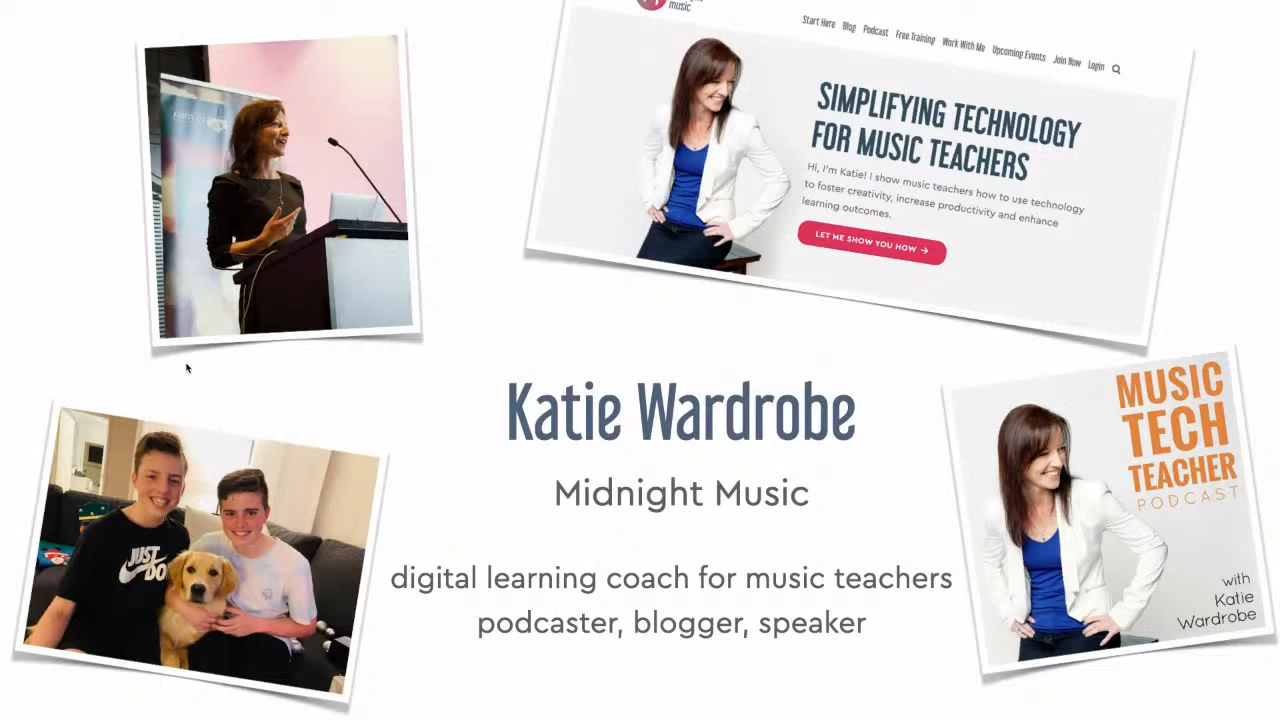 music
Start Here Blog Podcast Free Training Work With Me Upcoming Events Join Now Login
SIMPLIFYING TECHNOLOGY
FOR MUSIC TEACHERS
Hi, I'm Katie! I show music teachers how to use technology
to foster creativity, increase productivity and enhance
learning outcomes.
LET ME SHOW YOU HOW →
Katie Wardrobe
Midnight Music
digital learning coach for music teachers
podcaster, blogger, speaker
MUSIC
TECH
TEACHER
PODCAST
with
Katie
Wardrobe
JUST
DO